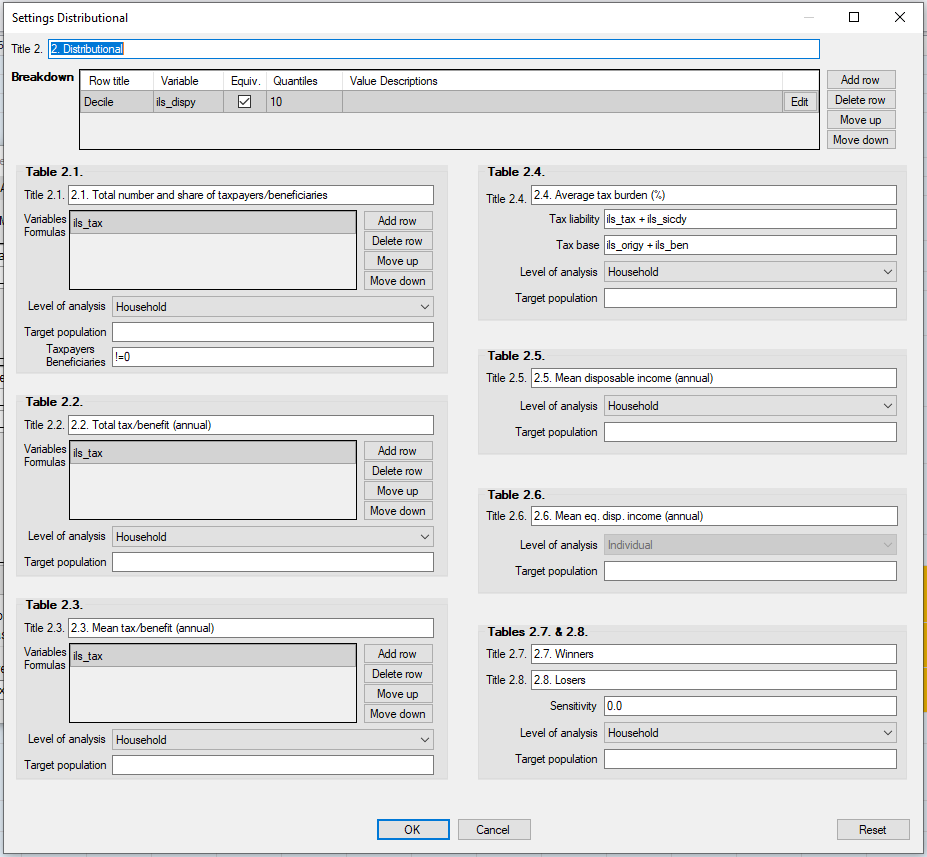 Settings Distributional
Title 2. 2. Distributional
Breakdown
Row title Variable Equiv. Quantiles Value Descriptions
Decile ils_dispy 10 Edit
Add row
Delete row
Move up
Move down
Table 2.1.
Title 2.1. 2.1. Total number and share of taxpayers/beneficiaries
Variables
Formulas
ils_tax
Add row
Delete row
Move up
Move down
Level of analysis Household
Target population
Taxpayers
Beneficiaries
!=0
Table 2.2.
Title 2.2. 2.2. Total tax/benefit (annual)
Variables
Formulas
ils_tax
Add row
Delete row
Move up
Move down
Level of analysis Household
Target population
Table 2.3.
Title 2.3. 2.3. Mean tax/benefit (annual)
Variables
Formulas
ils_tax
Add row
Delete row
Move up
Move down
Level of analysis Household
Target population
Table 2.4.
Title 2.4. 2.4. Average tax burden (%)
Tax liability ils_tax + ils_sicdy
Tax base ils_origy + ils_ben
Level of analysis Household
Target population
Table 2.5.
Title 2.5. 2.5. Mean disposable income (annual)
Level of analysis Household
Target population
Table 2.6.
Title 2.6. 2.6. Mean eq. disp. income (annual)
Level of analysis Individual
Target population
Tables 2.7. & 2.8.
Title 2.7. 2.7. Winners
Title 2.8. 2.8. Losers
Sensitivity 0.0
Level of analysis Household
Target population
OK Cancel Reset